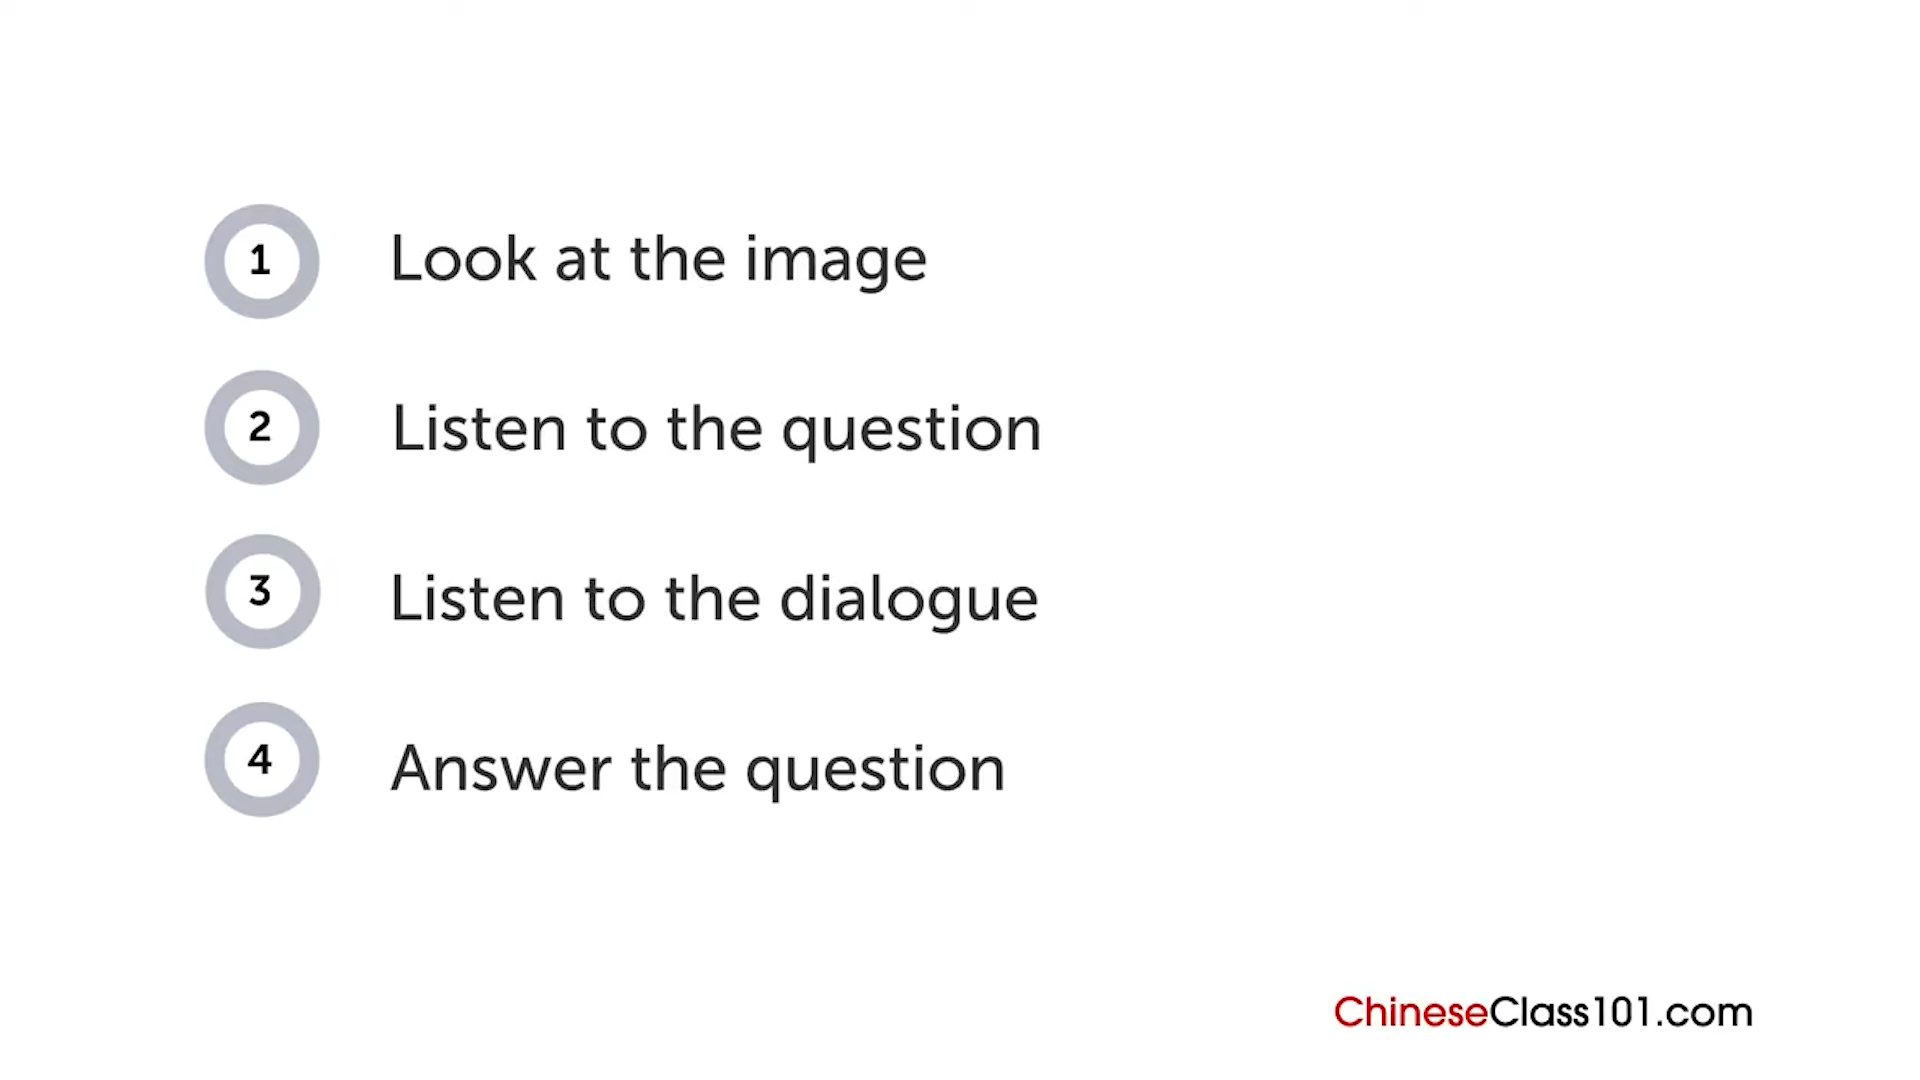 1 Look at the image
2 Listen to the question
3 Listen to the dialogue
4 Answer the question
ChineseClass101.com